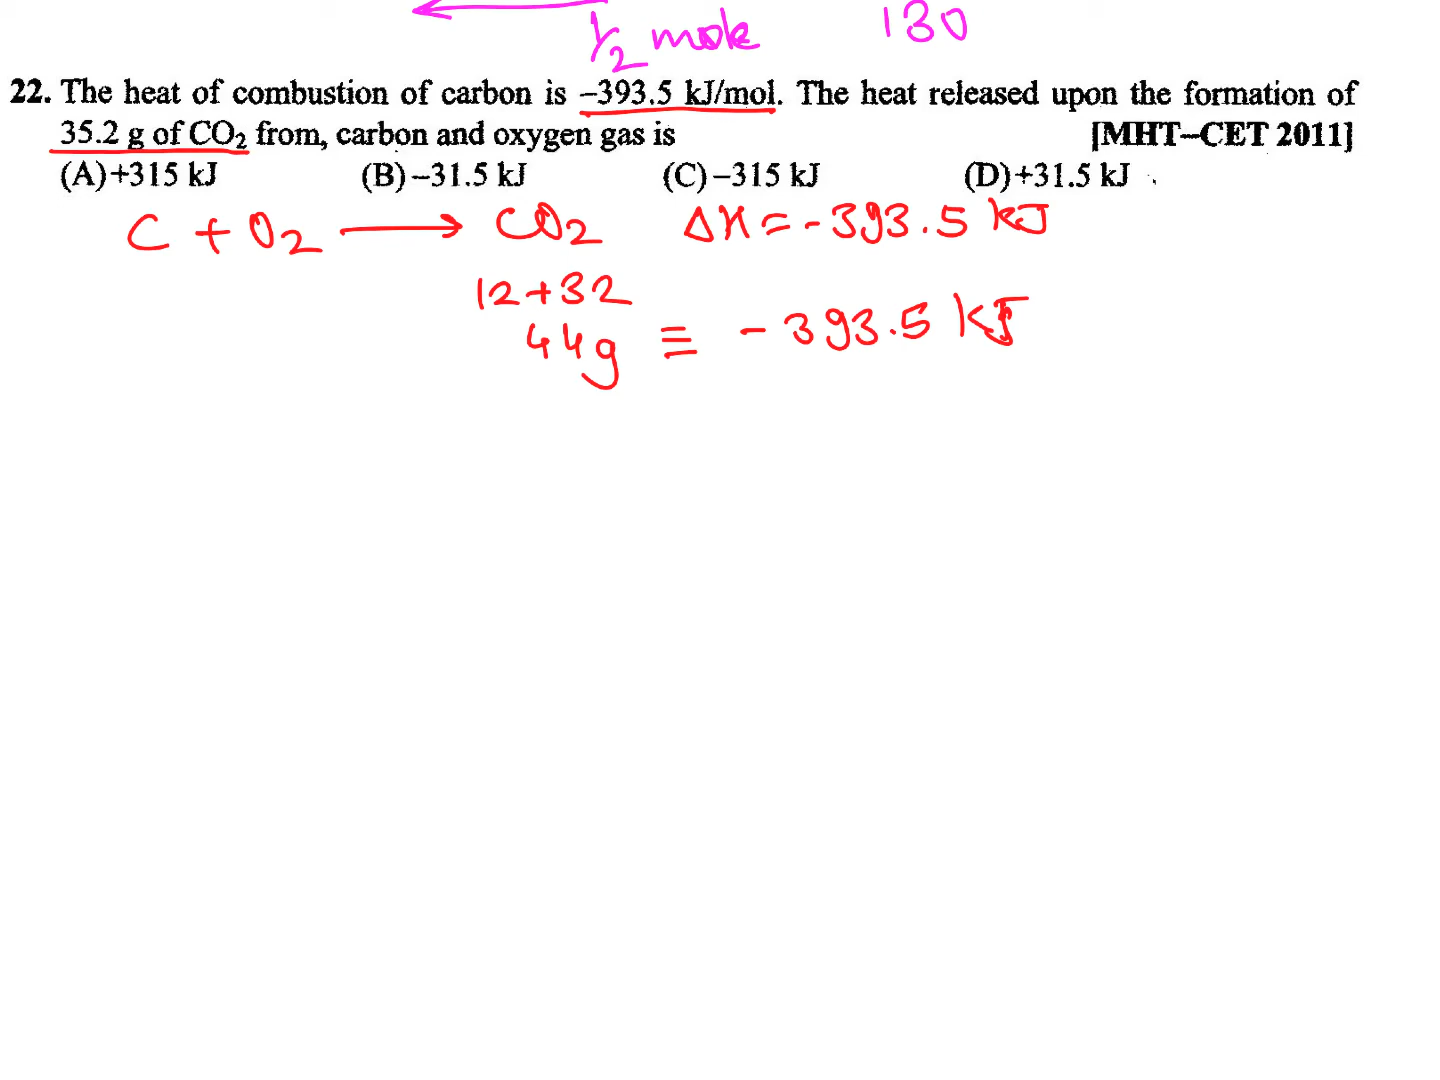 1/2 mole 130
22. The heat of combustion of carbon is –393.5 kJ/mol. The heat released upon the formation of
35.2 g of CO₂ from, carbon and oxygen gas is [MHT–CET 2011]
(A)+315 kJ (B)–31.5 kJ (C)–315 kJ (D)+31.5 kJ
C + O₂ ⟶ CO₂ ΔH = -393.5 kJ
12+32
44g ≡ -393.5 kJ